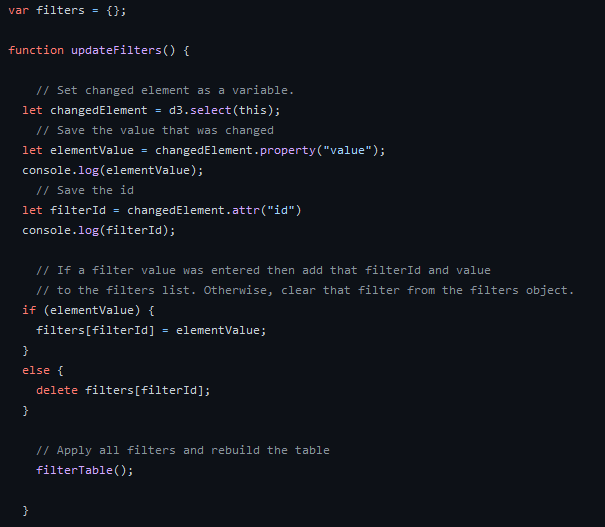 var filters = {};

function updateFilters() {

    // Set changed element as a variable.
  let changedElement = d3.select(this);
    // Save the value that was changed
  let elementValue = changedElement.property("value");
  console.log(elementValue);
    // Save the id
  let filterId = changedElement.attr("id")
  console.log(filterId);

    // If a filter value was entered then add that filterId and value
    // to the filters list. Otherwise, clear that filter from the filters object.
  if (elementValue) {
    filters[filterId] = elementValue;
  }
  else {
    delete filters[filterId];
  }

    // Apply all filters and rebuild the table
    filterTable();

  }